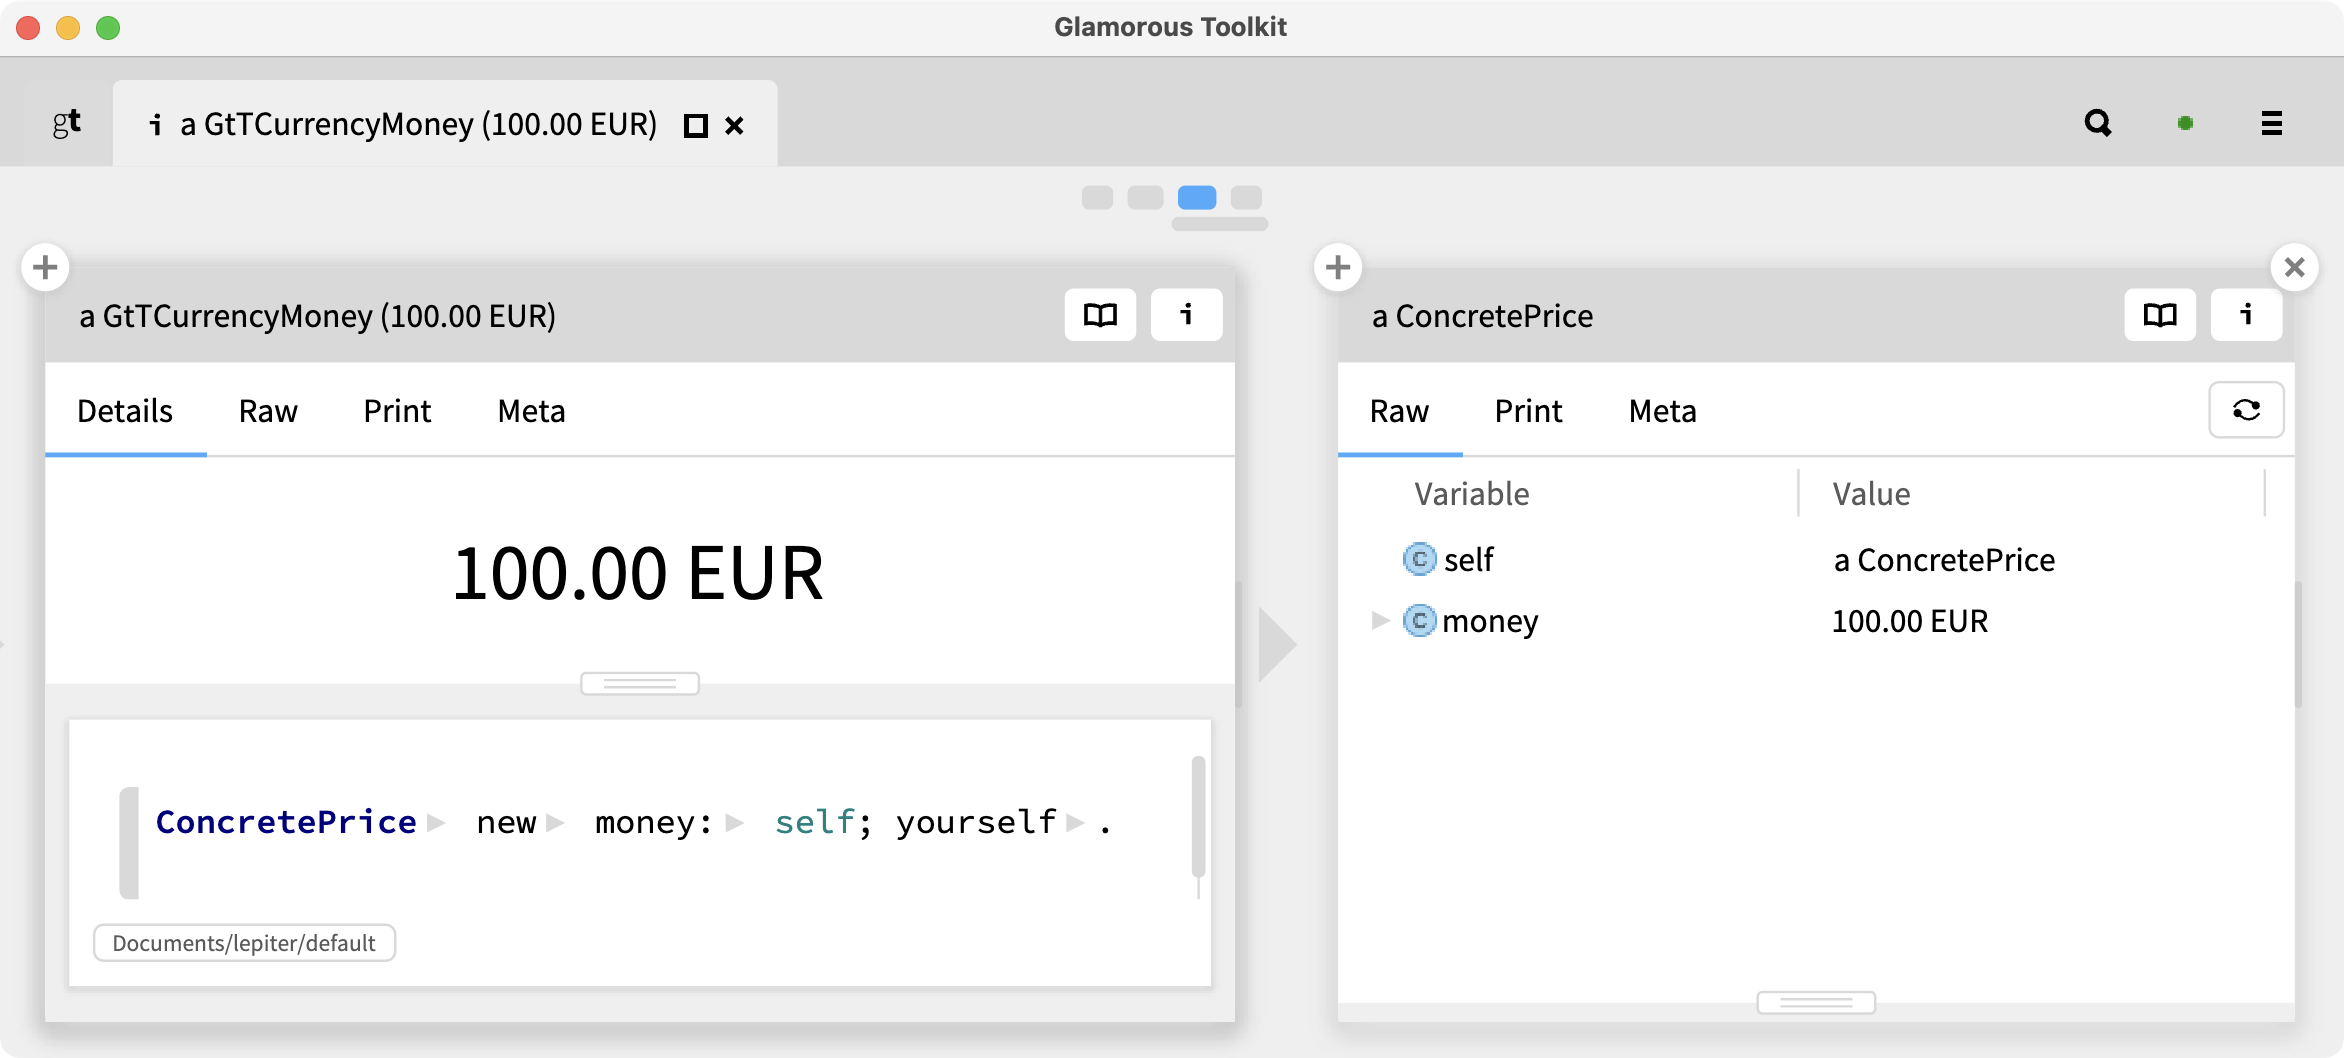 Glamorous Toolkit
gt
i a GtTCurrencyMoney (100.00 EUR)
a GtTCurrencyMoney (100.00 EUR)
i
Details Raw Print Meta
100.00 EUR
ConcretePrice new money: self; yourself .
Documents/lepiter/default
a ConcretePrice
i
Raw Print Meta
Variable Value
C self a ConcretePrice
C money 100.00 EUR